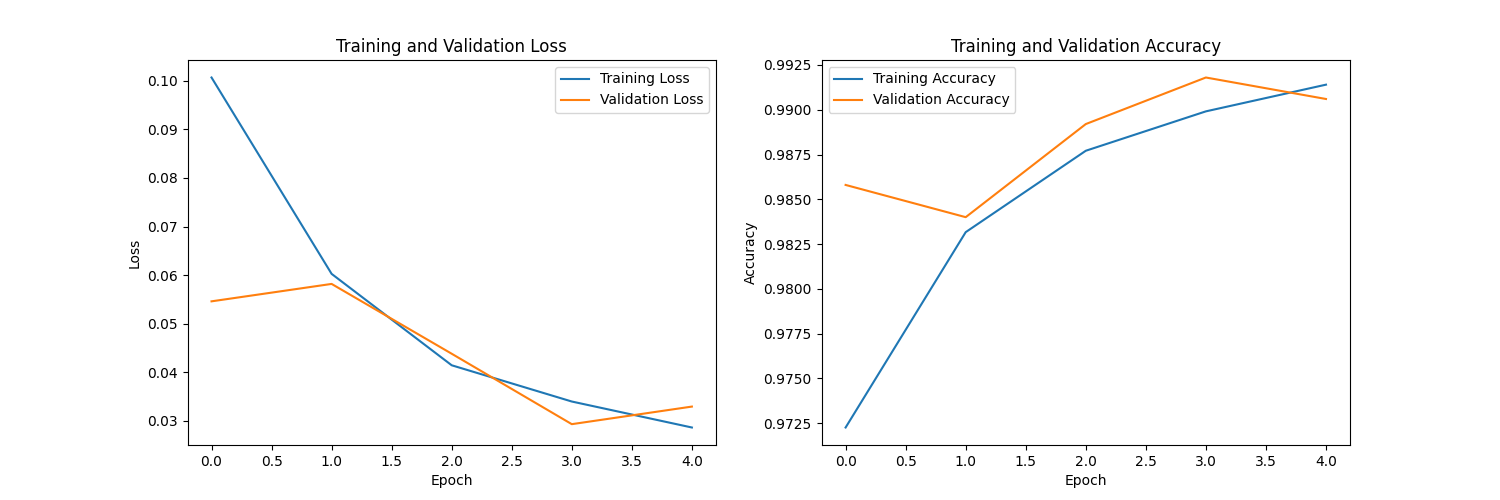 Training and Validation Loss
Training Loss
Validation Loss
0.10
0.09
0.08
0.07
0.06
0.05
0.04
0.03
Loss
0.0 0.5 1.0 1.5 2.0 2.5 3.0 3.5 4.0
Epoch
Training and Validation Accuracy
Training Accuracy
Validation Accuracy
0.9925
0.9900
0.9875
0.9850
0.9825
0.9800
0.9775
0.9750
0.9725
Accuracy
0.0 0.5 1.0 1.5 2.0 2.5 3.0 3.5 4.0
Epoch